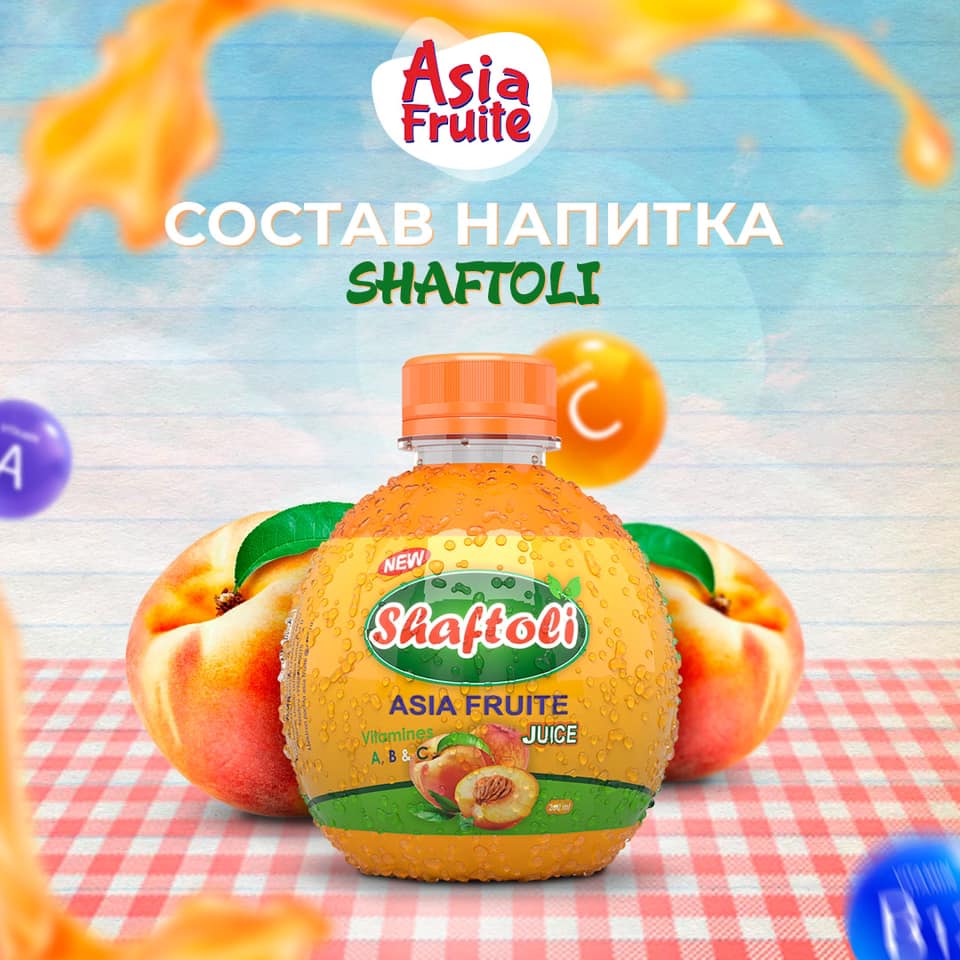 Asia
Fruite
СОСТАВ НАПИТКА
SHAFTOLI
C
A
NEW
Shaftoli
ASIA FRUITE
Vitamines
A, B & C
JUICE